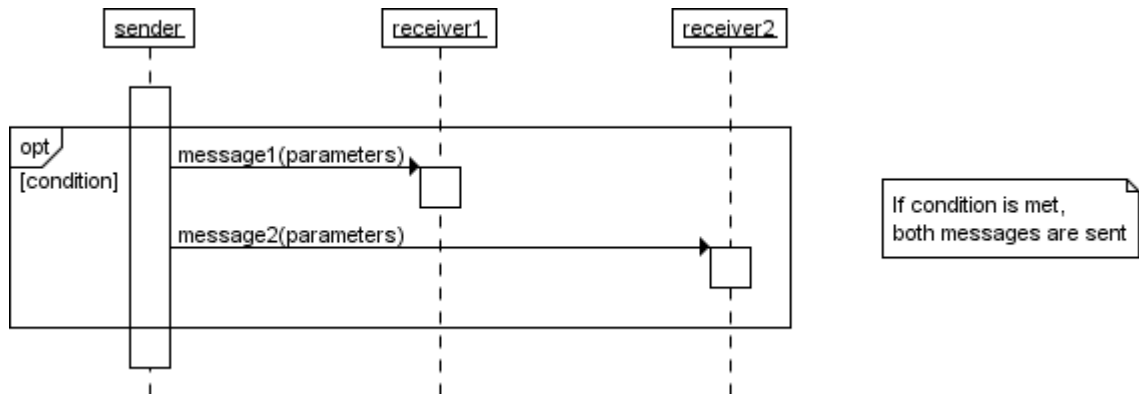 sender
receiver1
receiver2
opt
[condition]
message1(parameters)
message2(parameters)
If condition is met,
both messages are sent